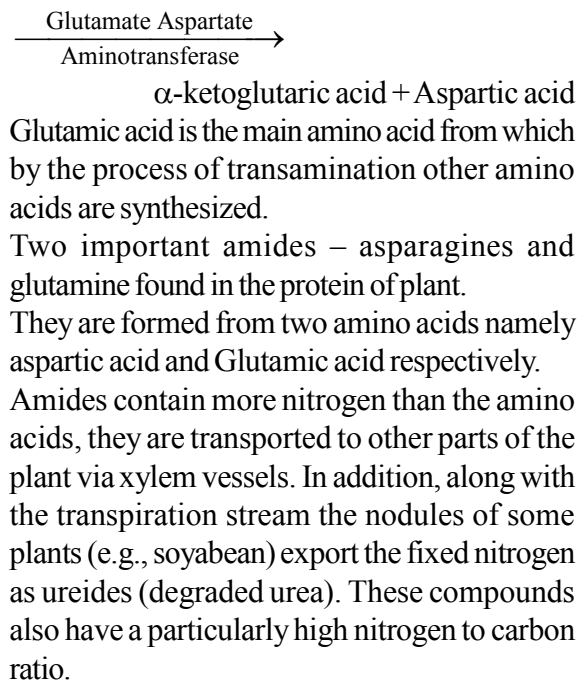 Glutamate Aspartate
Aminotransferase
α-ketoglutaric acid + Aspartic acid
Glutamic acid is the main amino acid from which
by the process of transamination other amino
acids are synthesized.
Two important amides – asparagines and
glutamine found in the protein of plant.
They are formed from two amino acids namely
aspartic acid and Glutamic acid respectively.
Amides contain more nitrogen than the amino
acids, they are transported to other parts of the
plant via xylem vessels. In addition, along with
the transpiration stream the nodules of some
plants (e.g., soyabean) export the fixed nitrogen
as ureides (degraded urea). These compounds
also have a particularly high nitrogen to carbon
ratio.